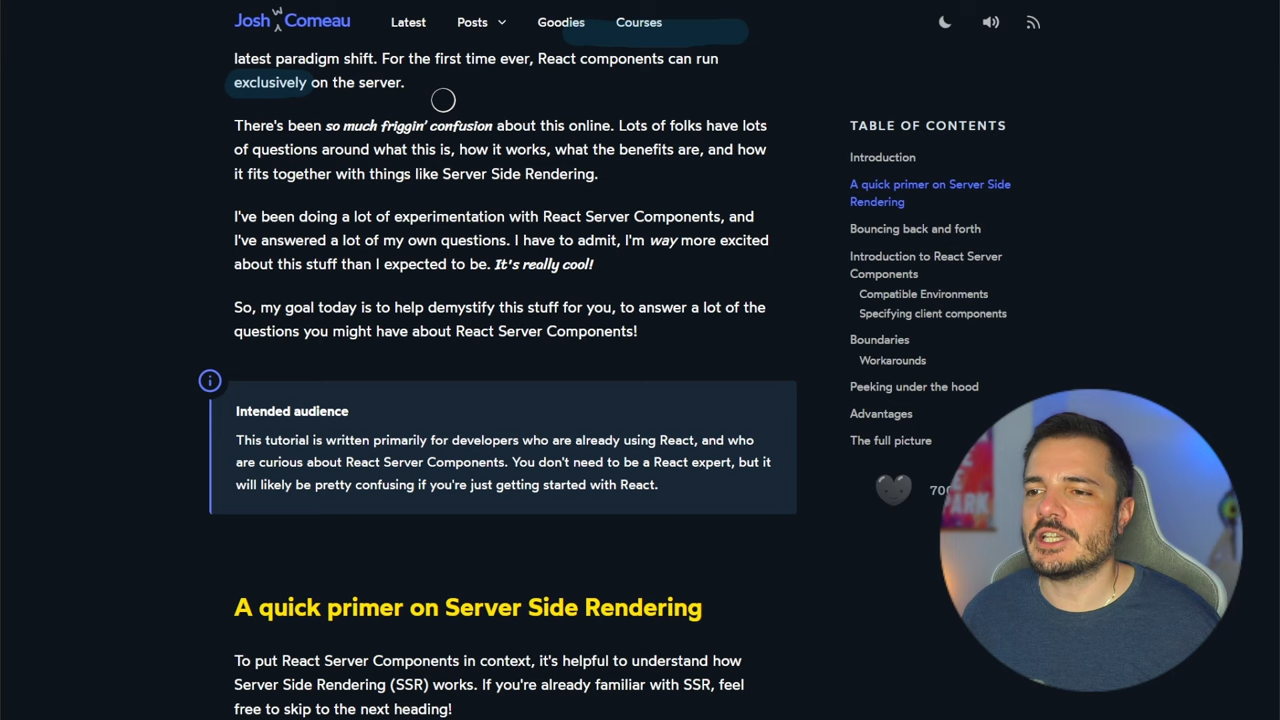 Josh W Comeau
Latest
Posts
Goodies
Courses
latest paradigm shift. For the first time ever, React components can run
exclusively on the server.
There's been so much friggin' confusion about this online. Lots of folks have lots
of questions around what this is, how it works, what the benefits are, and how
it fits together with things like Server Side Rendering.
I've been doing a lot of experimentation with React Server Components, and
I've answered a lot of my own questions. I have to admit, I'm way more excited
about this stuff than I expected to be. It's really cool!
So, my goal today is to help demystify this stuff for you, to answer a lot of the
questions you might have about React Server Components!
Intended audience
This tutorial is written primarily for developers who are already using React, and who
are curious about React Server Components. You don't need to be a React expert, but it
will likely be pretty confusing if you're just getting started with React.
A quick primer on Server Side Rendering
To put React Server Components in context, it's helpful to understand how
Server Side Rendering (SSR) works. If you're already familiar with SSR, feel
free to skip to the next heading!
TABLE OF CONTENTS
Introduction
A quick primer on Server Side
Rendering
Bouncing back and forth
Introduction to React Server
Components
Compatible Environments
Specifying client components
Boundaries
Workarounds
Peeking under the hood
Advantages
The full picture
PARK